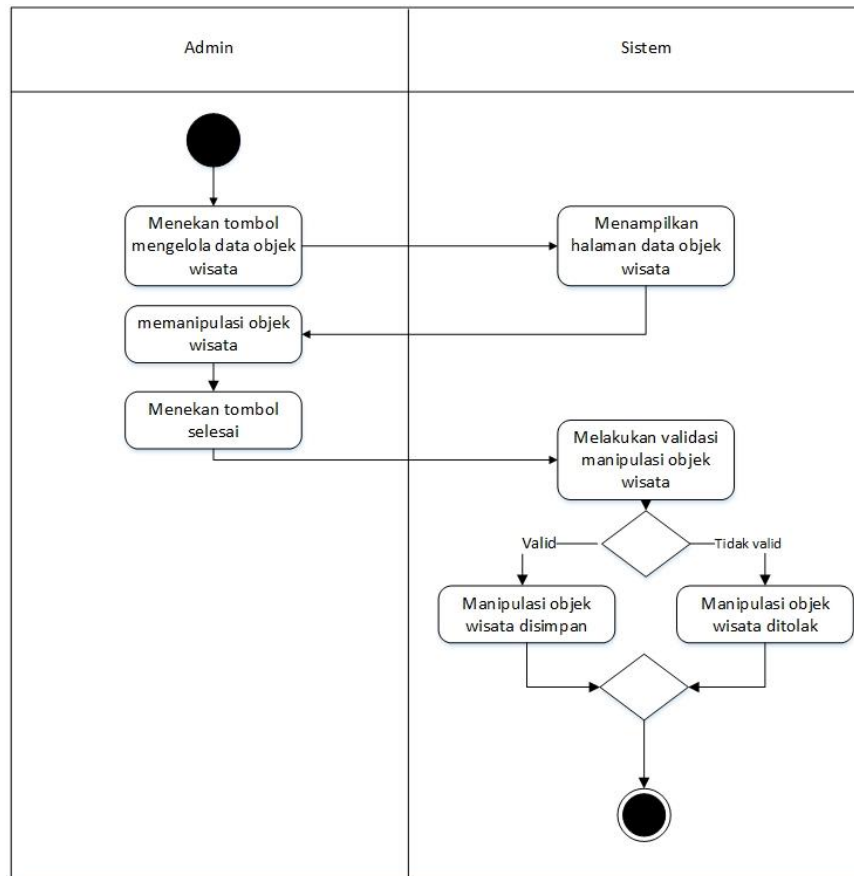 Admin
Sistem
Menekan tombol
mengelola data objek
wisata
Menampilkan
halaman data objek
wisata
memanipulasi objek
wisata
Menekan tombol
selesai
Melakukan validasi
manipulasi objek
wisata
Valid
Tidak valid
Manipulasi objek
wisata disimpan
Manipulasi objek
wisata ditolak